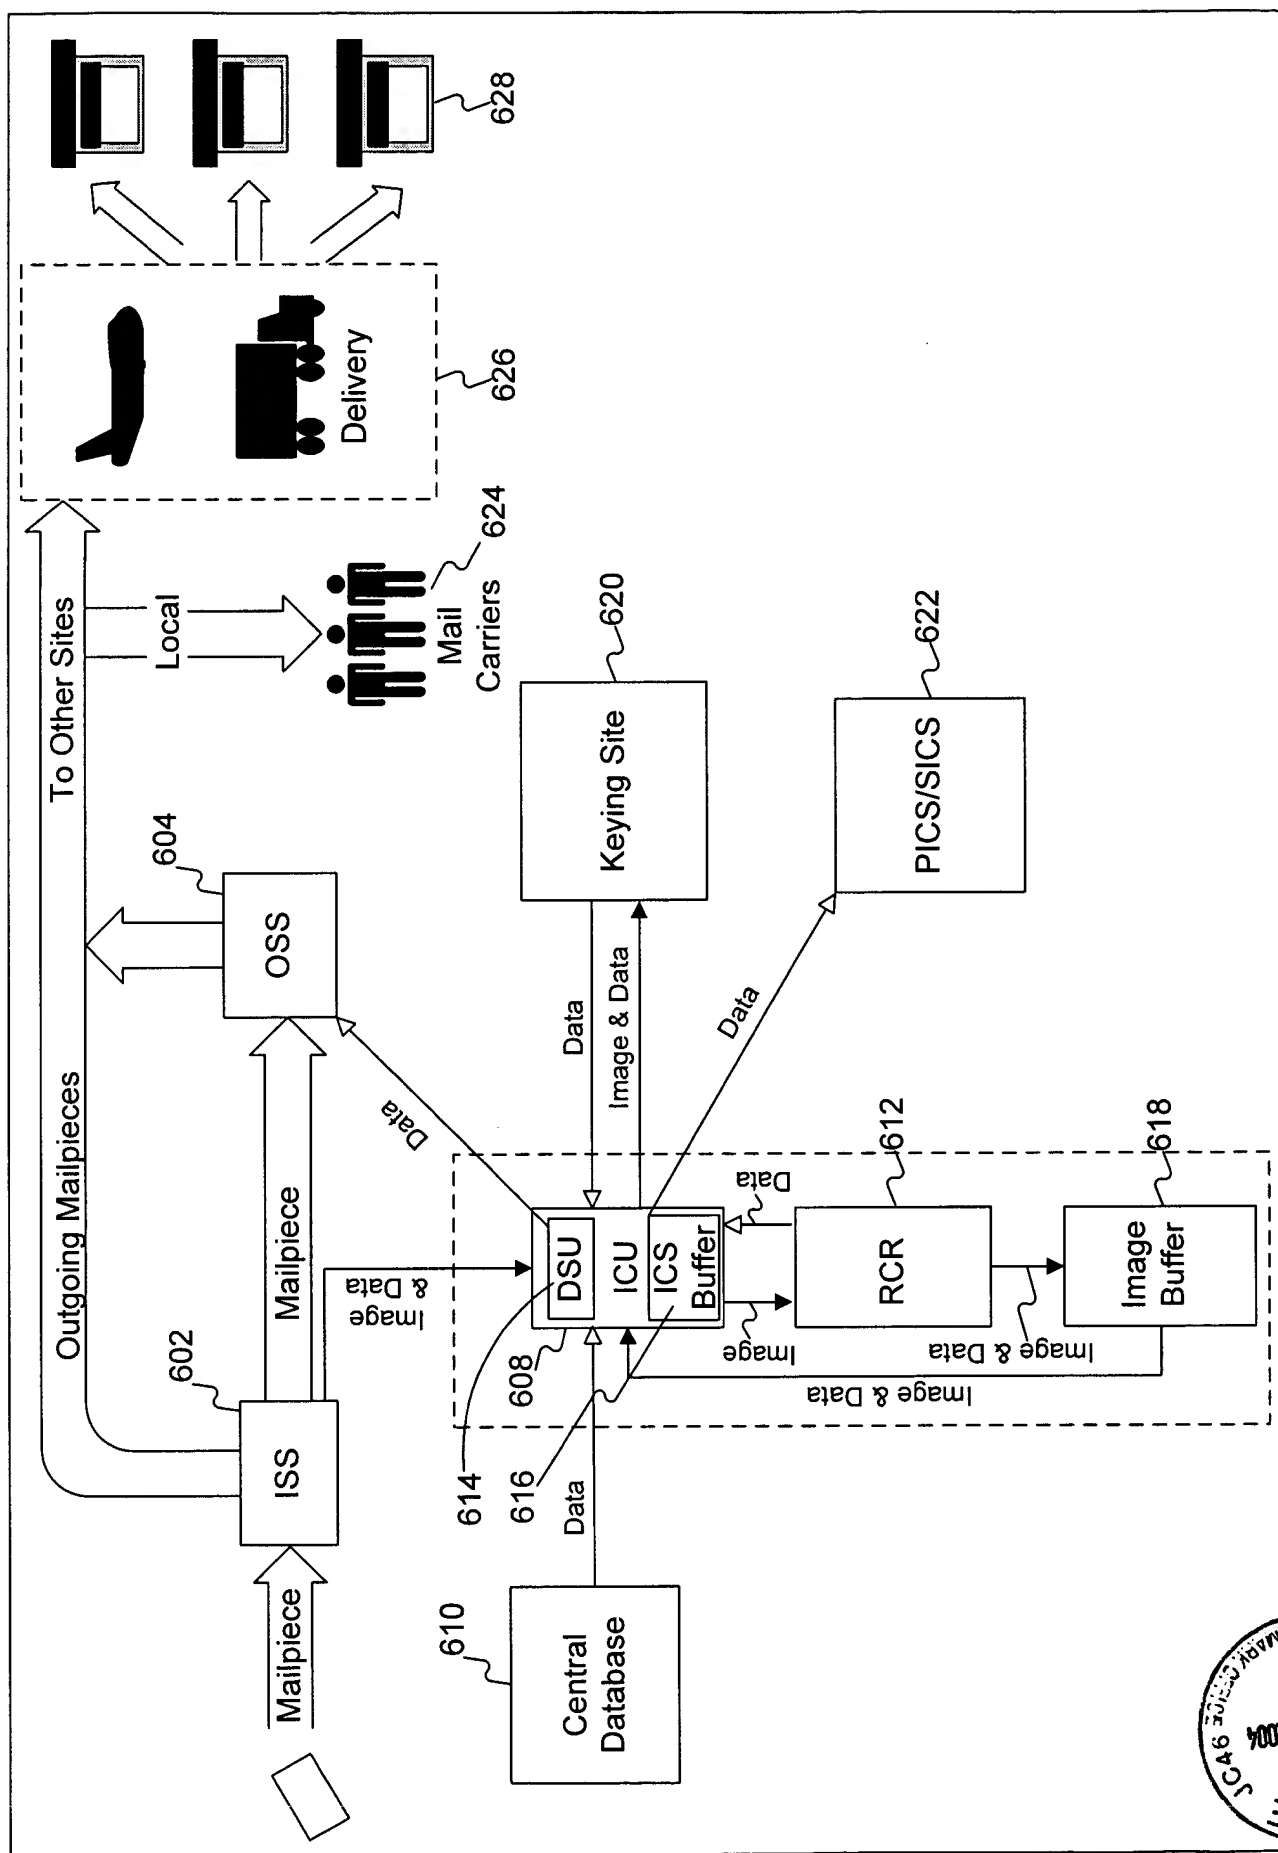 Mailpiece
ISS
602
Outgoing Mailpieces
To Other Sites
Mailpiece
OSS
604
Local
Mail
Carriers
624
Delivery
626
628
Image
& Data
Data
Central
Database
610
Data
614
616
608
DSU
ICU
ICS
Buffer
Data
Image & Data
Keying Site
620
Data
PICS/SICS
622
Image
Data
RCR
612
Image & Data
Image & Data
Image
Buffer
618
JC46